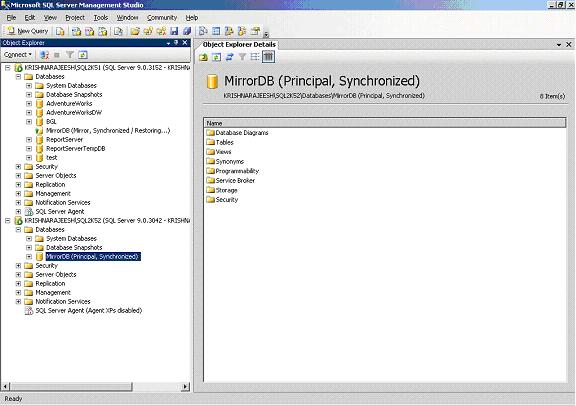 Microsoft SQL Server Management Studio
File Edit View Project Tools Window Community Help
New Query
Object Explorer
Connect
KRISHNARAJEESH\SQL2K51 (SQL Server 9.0.3152 - KRISHNA
Databases
System Databases
Database Snapshots
AdventureWorks
AdventureWorksDW
BGL
MirrorDB (Mirror, Synchronized / Restoring...)
ReportServer
ReportServerTempDB
test
Security
Server Objects
Replication
Management
Notification Services
SQL Server Agent
KRISHNARAJEESH\SQL2K52 (SQL Server 9.0.3042 - KRISHN
Databases
System Databases
Database Snapshots
MirrorDB (Principal, Synchronized)
Security
Server Objects
Replication
Management
Notification Services
SQL Server Agent (Agent XPs disabled)
Object Explorer Details
MirrorDB (Principal, Synchronized)
KRISHNARAJEESH\SQL2K52\Databases\MirrorDB (Principal, Synchronized)
8 Item(s)
Name
Database Diagrams
Tables
Views
Synonyms
Programmability
Service Broker
Storage
Security
Ready